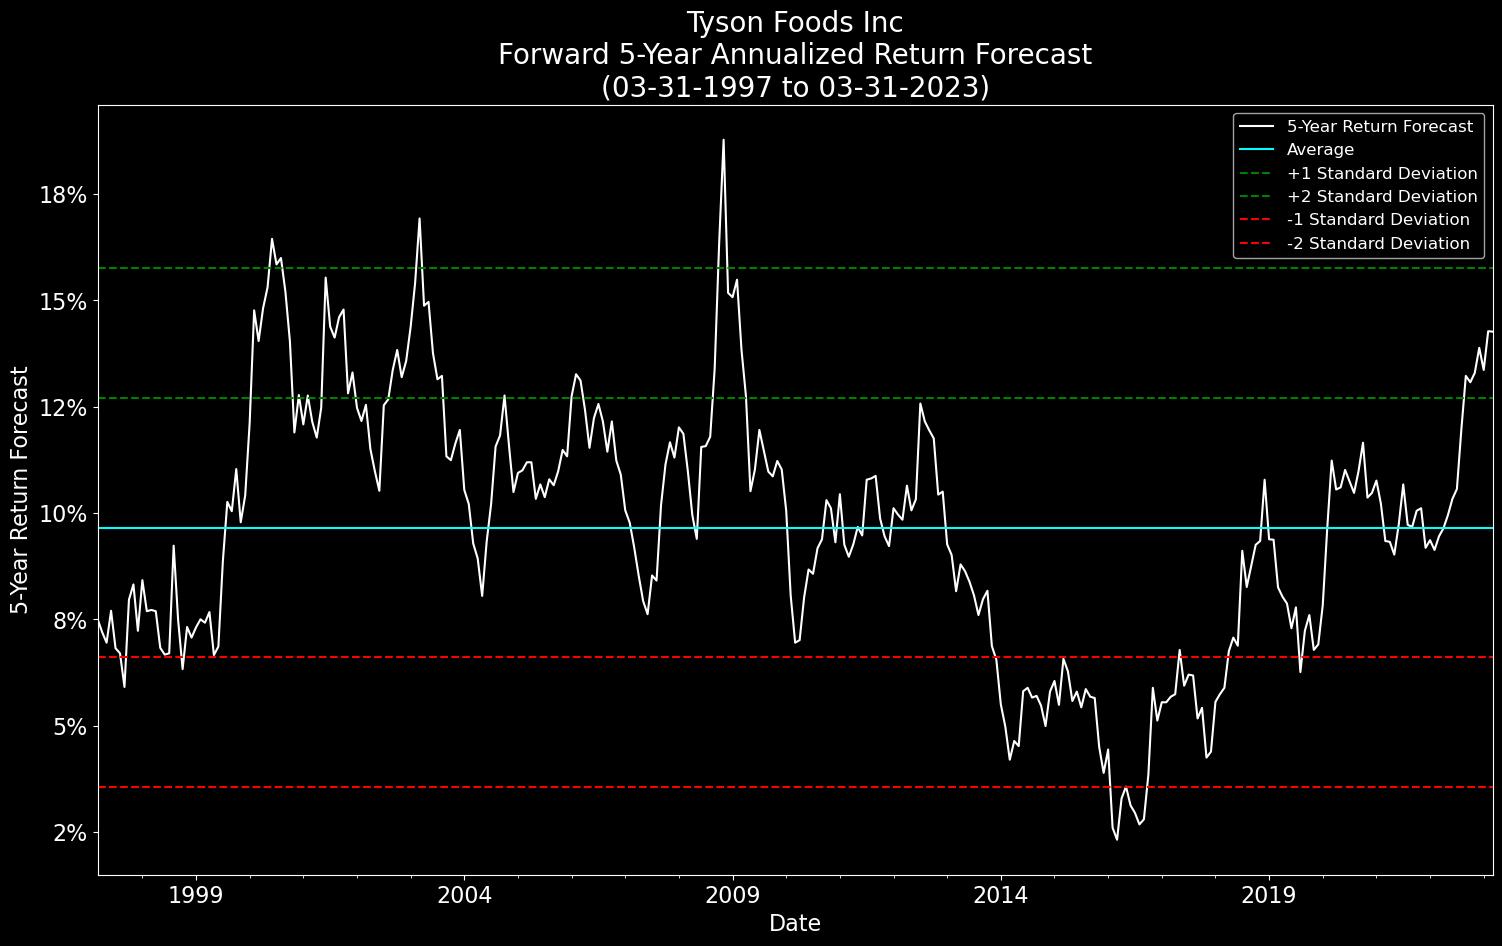 Tyson Foods Inc
Forward 5-Year Annualized Return Forecast
(03-31-1997 to 03-31-2023)
5-Year Return Forecast
Average
+1 Standard Deviation
+2 Standard Deviation
-1 Standard Deviation
-2 Standard Deviation
18%
15%
12%
10%
8%
5%
2%
5-Year Return Forecast
1999
2004
2009
2014
2019
Date